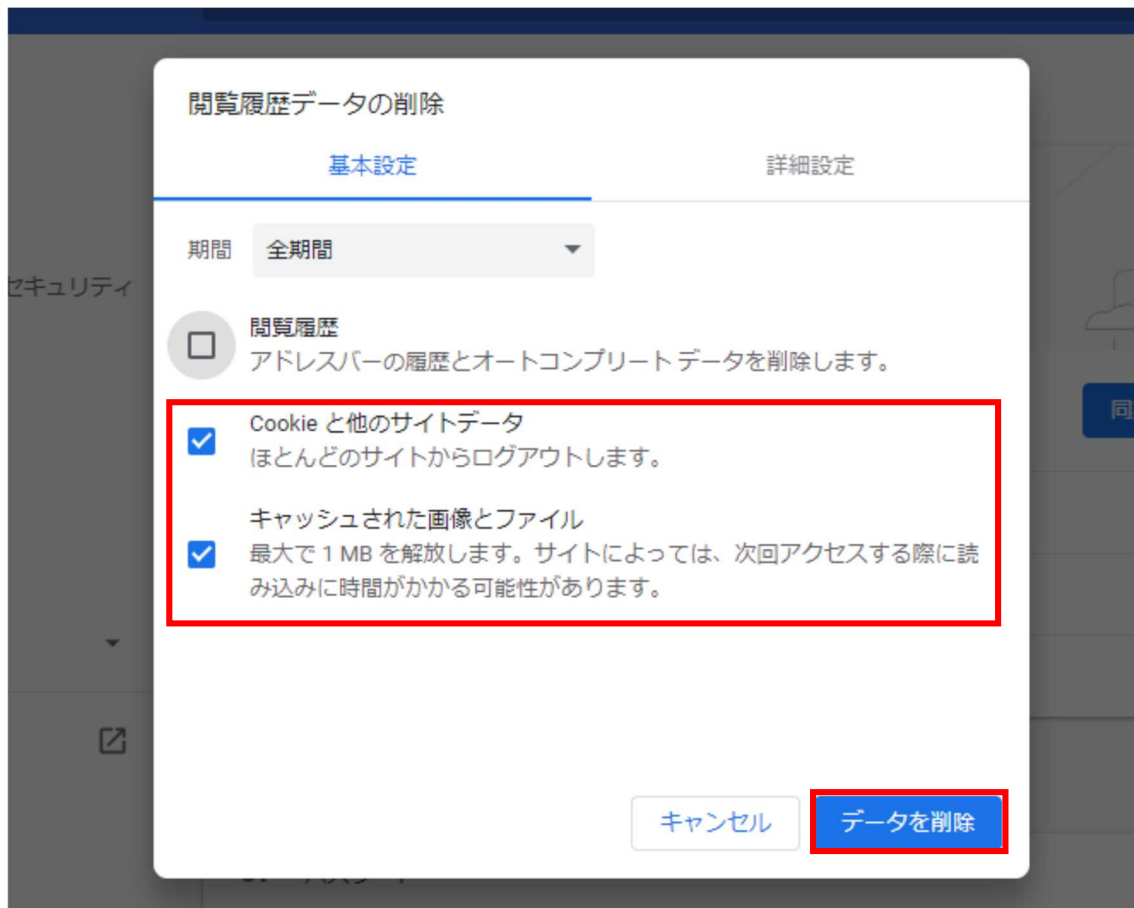 閲覧履歴データの削除
基本設定
詳細設定
期間
全期間
セキュリティ
閲覧履歴
アドレスバーの履歴とオートコンプリート データを削除します。
Cookie と他のサイトデータ
ほとんどのサイトからログアウトします。
キャッシュされた画像とファイル
最大で 1 MB を解放します。サイトによっては、次回アクセスする際に読
み込みに時間がかかる可能性があります。
キャンセル
データを削除